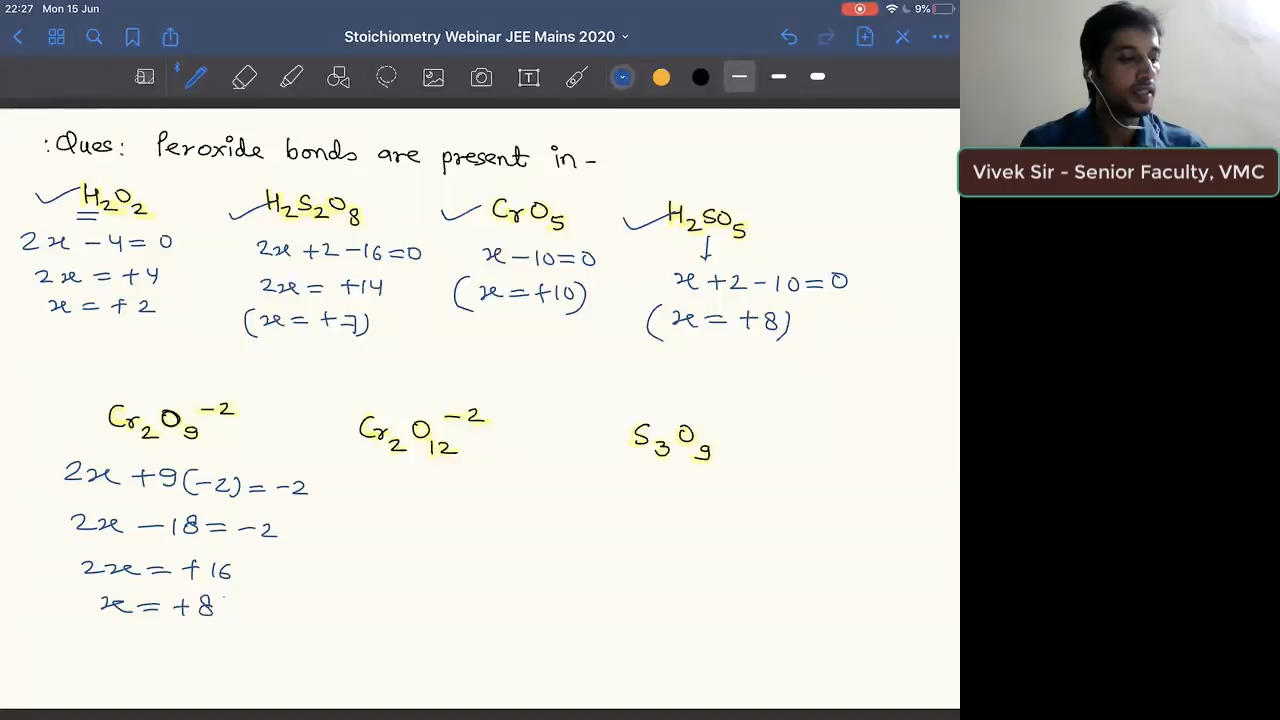 22:27 Mon 15 Jun
9%
Stoichiometry Webinar JEE Mains 2020
T
:Ques: Peroxide bonds are present in -
H₂O₂ H₂S₂O₈ CrO₅ H₂SO₅
2x - 4 = 0
2x = +4
x = +2
2x + 2 - 16 = 0
2x = +14
(x = +7)
x - 10 = 0
(x = +10)
x + 2 - 10 = 0
(x = +8)
Cr₂O₉⁻² Cr₂O₁₂⁻² S₃O₉
2x + 9(-2) = -2
2x - 18 = -2
2x = +16
x = +8
Vivek Sir - Senior Faculty, VMC